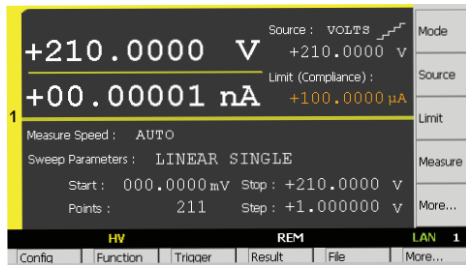 Source : VOLTS
Mode
+210.0000 V
+210.0000 V
Source
Limit (Compliance) :
+00.00001 nA
+100.0000 µA
Limit
1
Measure Speed : AUTO
Sweep Parameters : LINEAR SINGLE
Measure
Start : 000.0000 mV Stop : +210.0000 V
Points : 211 Step : +1.000000 V
More...
HV REM LAN 1
Config Function Trigger Result File More...